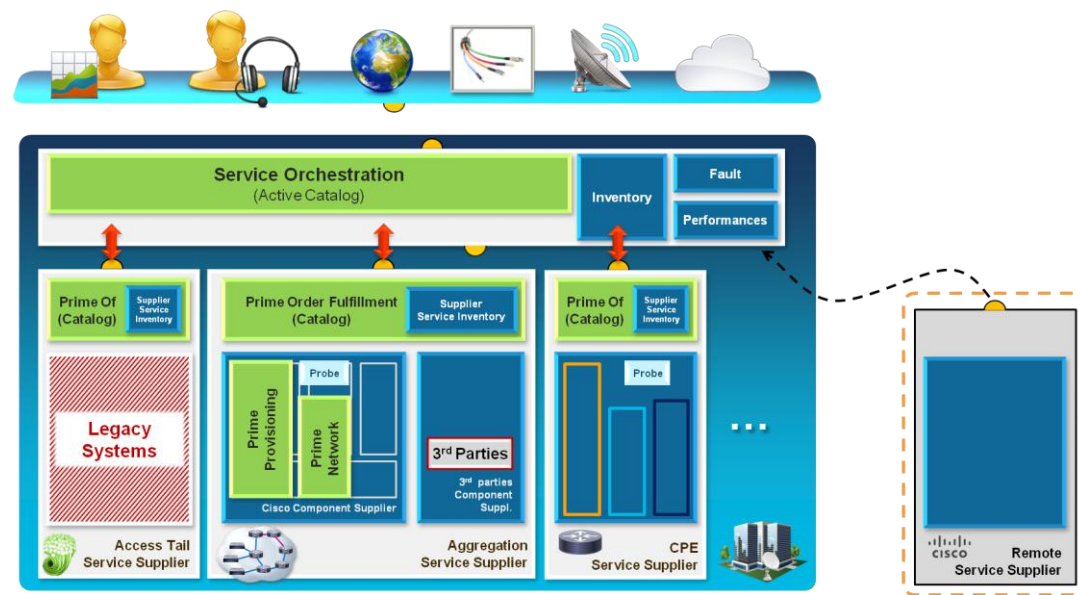 Service Orchestration
(Active Catalog)
Inventory
Fault
Performances
Prime Of
(Catalog)
Supplier
Service
Inventory
Prime Order Fulfillment
(Catalog)
Supplier
Service Inventory
Prime Of
(Catalog)
Supplier
Service
Inventory
Legacy
Systems
Prime
Provisioning
Probe
Prime
Network
Cisco Component Supplier
3rd Parties
3rd parties
Component
Suppl.
Probe
...
Access Tail
Service Supplier
Aggregation
Service Supplier
CPE
Service Supplier
CISCO
Remote
Service Supplier